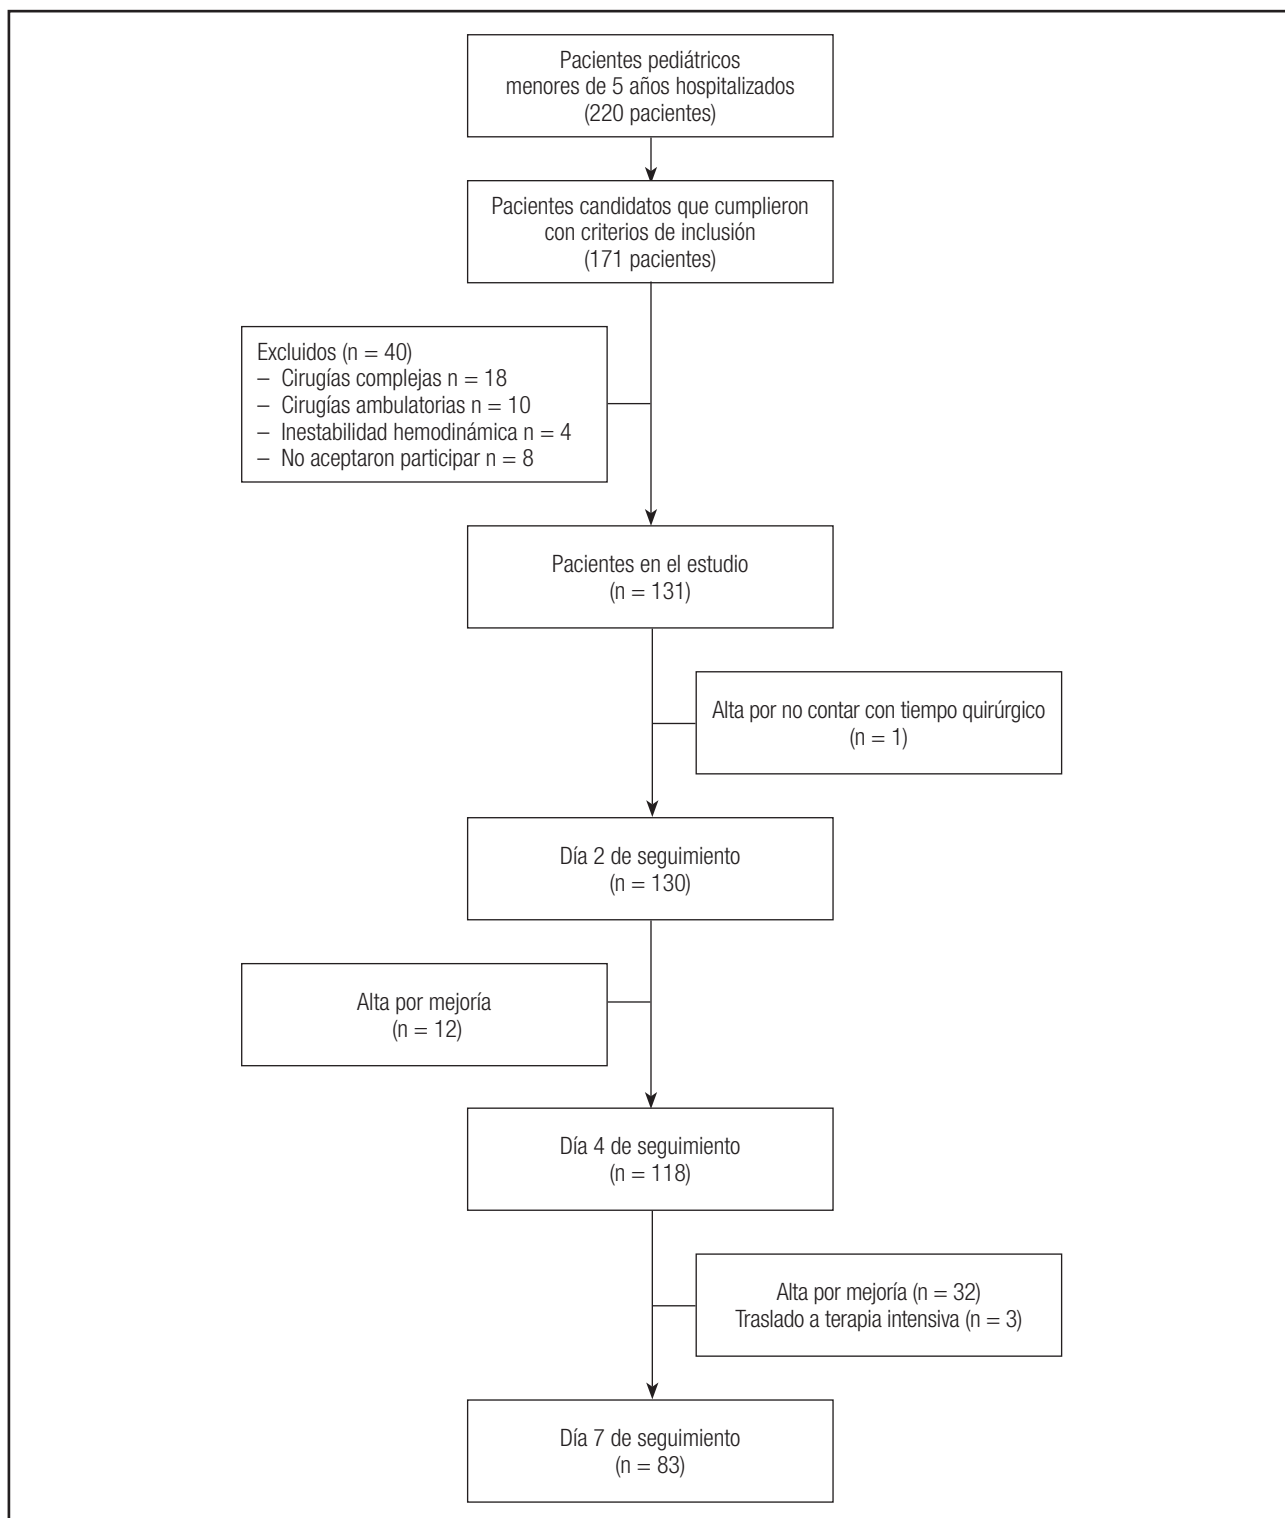 Pacientes pediátricos
menores de 5 años hospitalizados
(220 pacientes)
Pacientes candidatos que cumplieron
con criterios de inclusión
(171 pacientes)
Excluidos (n = 40)
– Cirugías complejas n = 18
– Cirugías ambulatorias n = 10
– Inestabilidad hemodinámica n = 4
– No aceptaron participar n = 8
Pacientes en el estudio
(n = 131)
Alta por no contar con tiempo quirúrgico
(n = 1)
Día 2 de seguimiento
(n = 130)
Alta por mejoría
(n = 12)
Día 4 de seguimiento
(n = 118)
Alta por mejoría (n = 32)
Traslado a terapia intensiva (n = 3)
Día 7 de seguimiento
(n = 83)